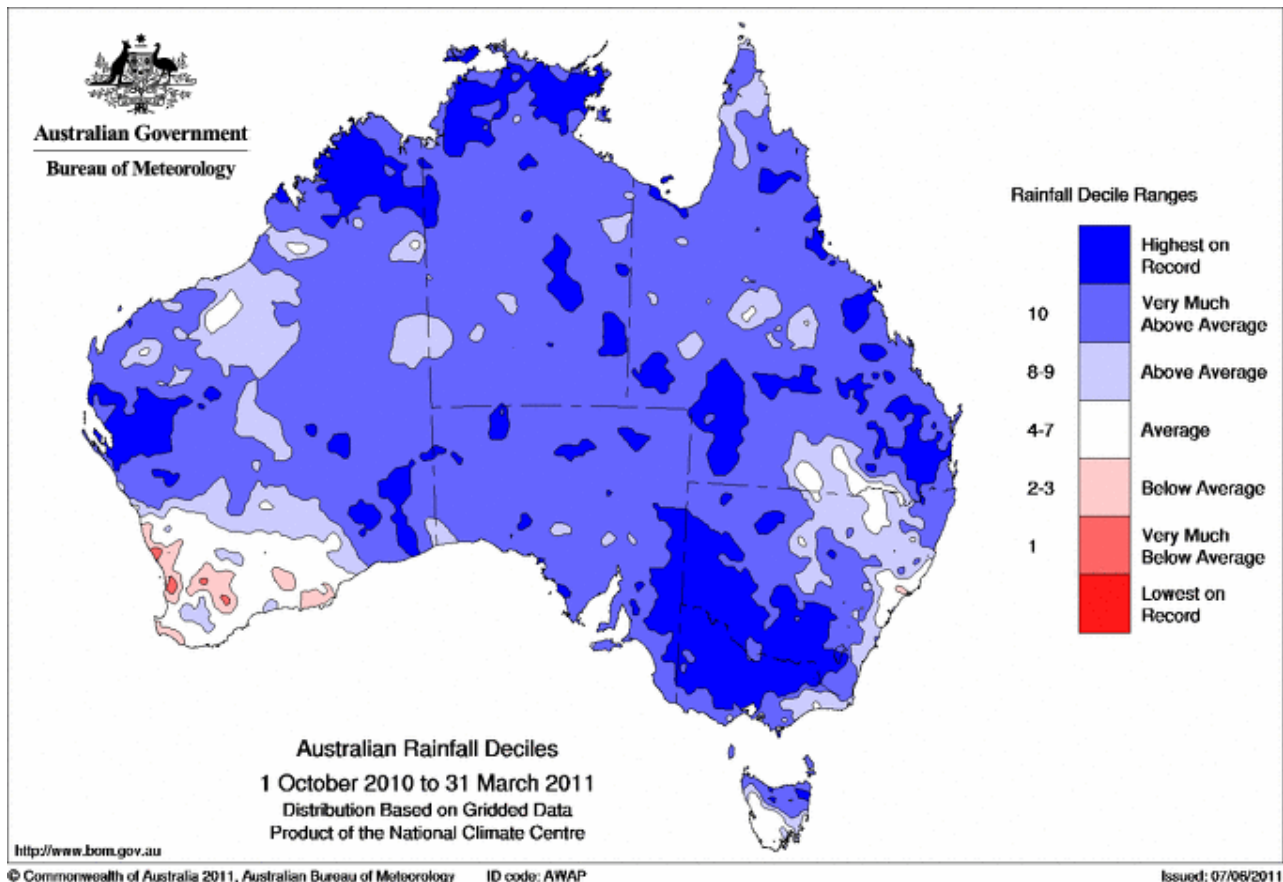 Australian Government
Bureau of Meteorology
Rainfall Decile Ranges
Highest on
Record
10
Very Much
Above Average
8-9
Above Average
4-7
Average
2-3
Below Average
1
Very Much
Below Average
Lowest on
Record
Australian Rainfall Deciles
1 October 2010 to 31 March 2011
Distribution Based on Gridded Data
Product of the National Climate Centre
http://www.bom.gov.au
© Commonwealth of Australia 2011, Australian Bureau of Meteorology ID code: AWAP Issued: 07/06/2011